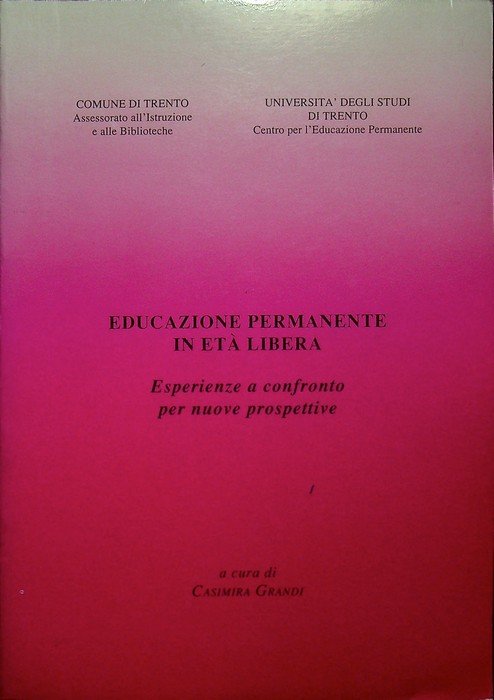 COMUNE DI TRENTO
Assessorato all'Istruzione
e alle Biblioteche
UNIVERSITA' DEGLI STUDI
DI TRENTO
Centro per l'Educazione Permanente
EDUCAZIONE PERMANENTE
IN ETÀ LIBERA
Esperienze a confronto
per nuove prospettive
a cura di
CASIMIRA GRANDI